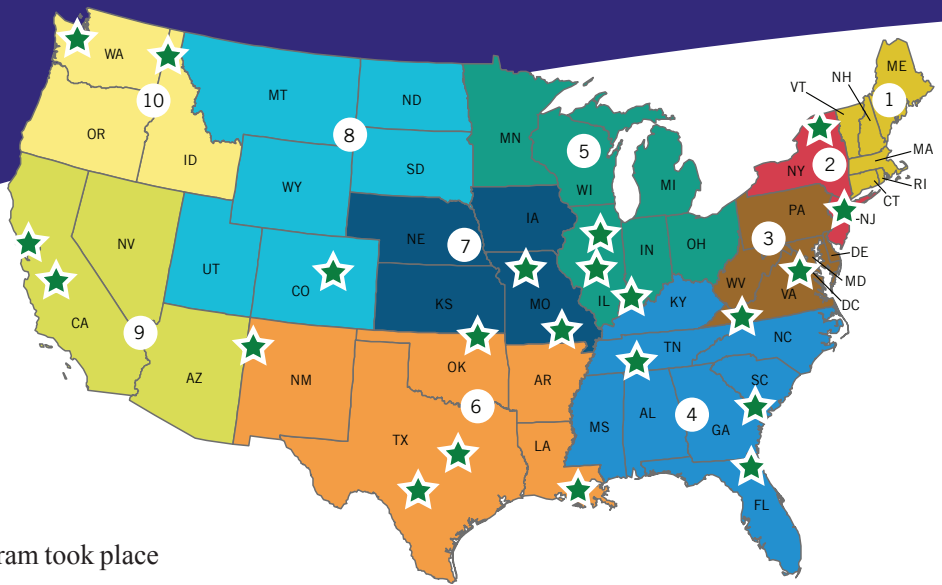 WA
MT
ND
MN
ME
NH
VT
1
10
OR
ID
8
SD
WY
5
WI
MI
NY
2
MA
RI
CT
-NJ
PA
3
DE
MD
DC
WV
VA
IA
NE
7
IN
OH
IL
NV
UT
CO
KS
MO
KY
CA
9
AZ
NM
OK
AR
TN
NC
SC
6
TX
LA
MS
AL
4
GA
FL
ram took place